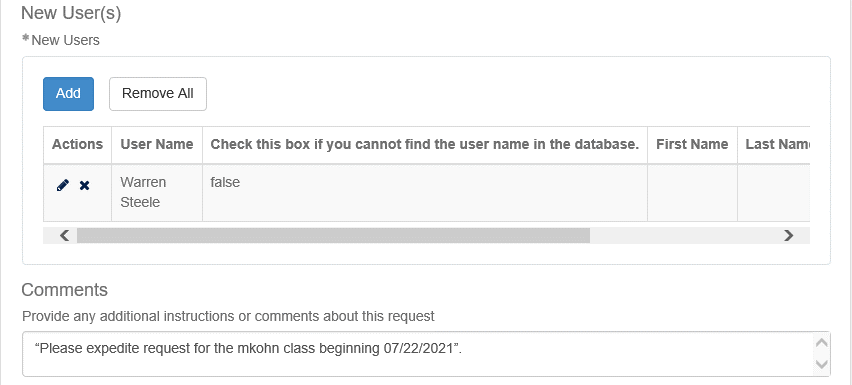 New User(s)
*New Users
Add Remove All
Actions User Name Check this box if you cannot find the user name in the database. First Name Last Nam
Warren false
Steele
Comments
Provide any additional instructions or comments about this request
“Please expedite request for the mkohn class beginning 07/22/2021”.